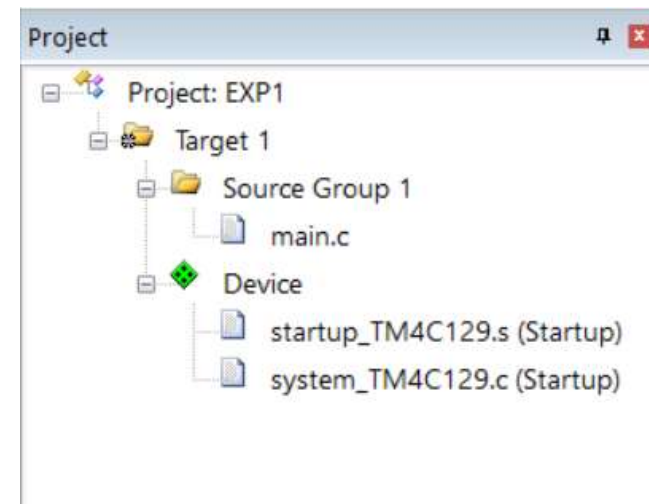 Project
Project: EXP1
Target 1
Source Group 1
main.c
Device
startup_TM4C129.s (Startup)
system_TM4C129.c (Startup)